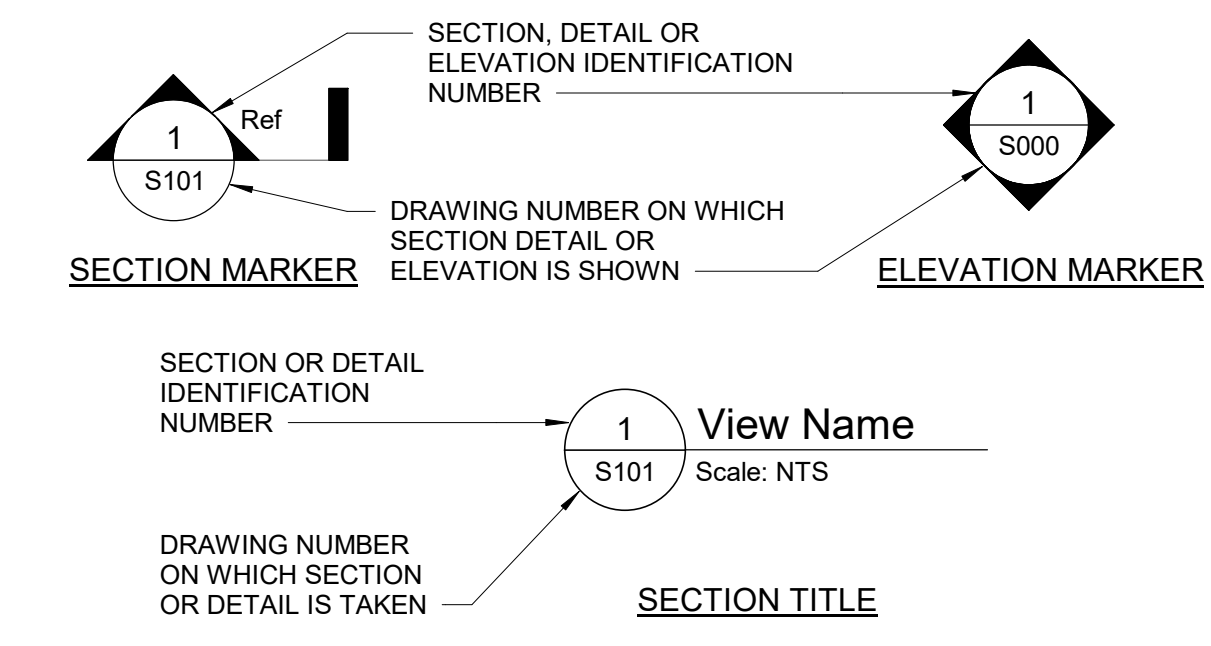 SECTION, DETAIL OR
ELEVATION IDENTIFICATION
NUMBER
1
Ref
S101
1
S000
DRAWING NUMBER ON WHICH
SECTION DETAIL OR
ELEVATION IS SHOWN
SECTION MARKER
ELEVATION MARKER
SECTION OR DETAIL
IDENTIFICATION
NUMBER
1
View Name
S101
Scale: NTS
DRAWING NUMBER
ON WHICH SECTION
OR DETAIL IS TAKEN
SECTION TITLE